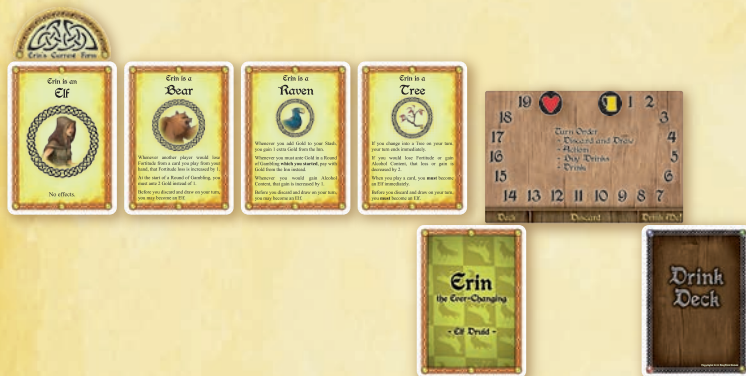 Erin's Current Form
Erin is an
Elf
No effects.
Erin is a
Bear
Whenever another player would lose
Fortitude from a card you play from your
hand, that Fortitude loss is increased by 1.
At the start of a Round of Gambling, you
must ante 2 Gold instead of 1.
Before you discard and draw on your turn,
you may become an Elf.
Erin is a
Raven
Whenever you add Gold to your Stash,
you gain 1 extra Gold from the Inn.
Whenever you must ante Gold in a Round
of Gambling which you started, pay with
Gold from the Inn instead.
Whenever you would gain Alcohol
Content, that gain is increased by 1.
Before you discard and draw on your turn,
you may become an Elf.
Erin is a
Tree
If you change into a Tree on your turn,
your turn ends immediately.
If you would lose Fortitude or gain
Alcohol Content, that amount is
decreased by 2.
When you play a card, you must become
an Elf immediately.
Before you discard and draw on your turn,
you must become an Elf.
19 1 2
18 3
17 4
16 5
15 6
14 13 12 11 10 9 8 7
Turn Order
- Discard and Draw
- Action
- Buy Drinks
- Drink
Deck Discard Drink Me!
Erin
the Ever-Changing
- Elf Druid -
Drink
Deck